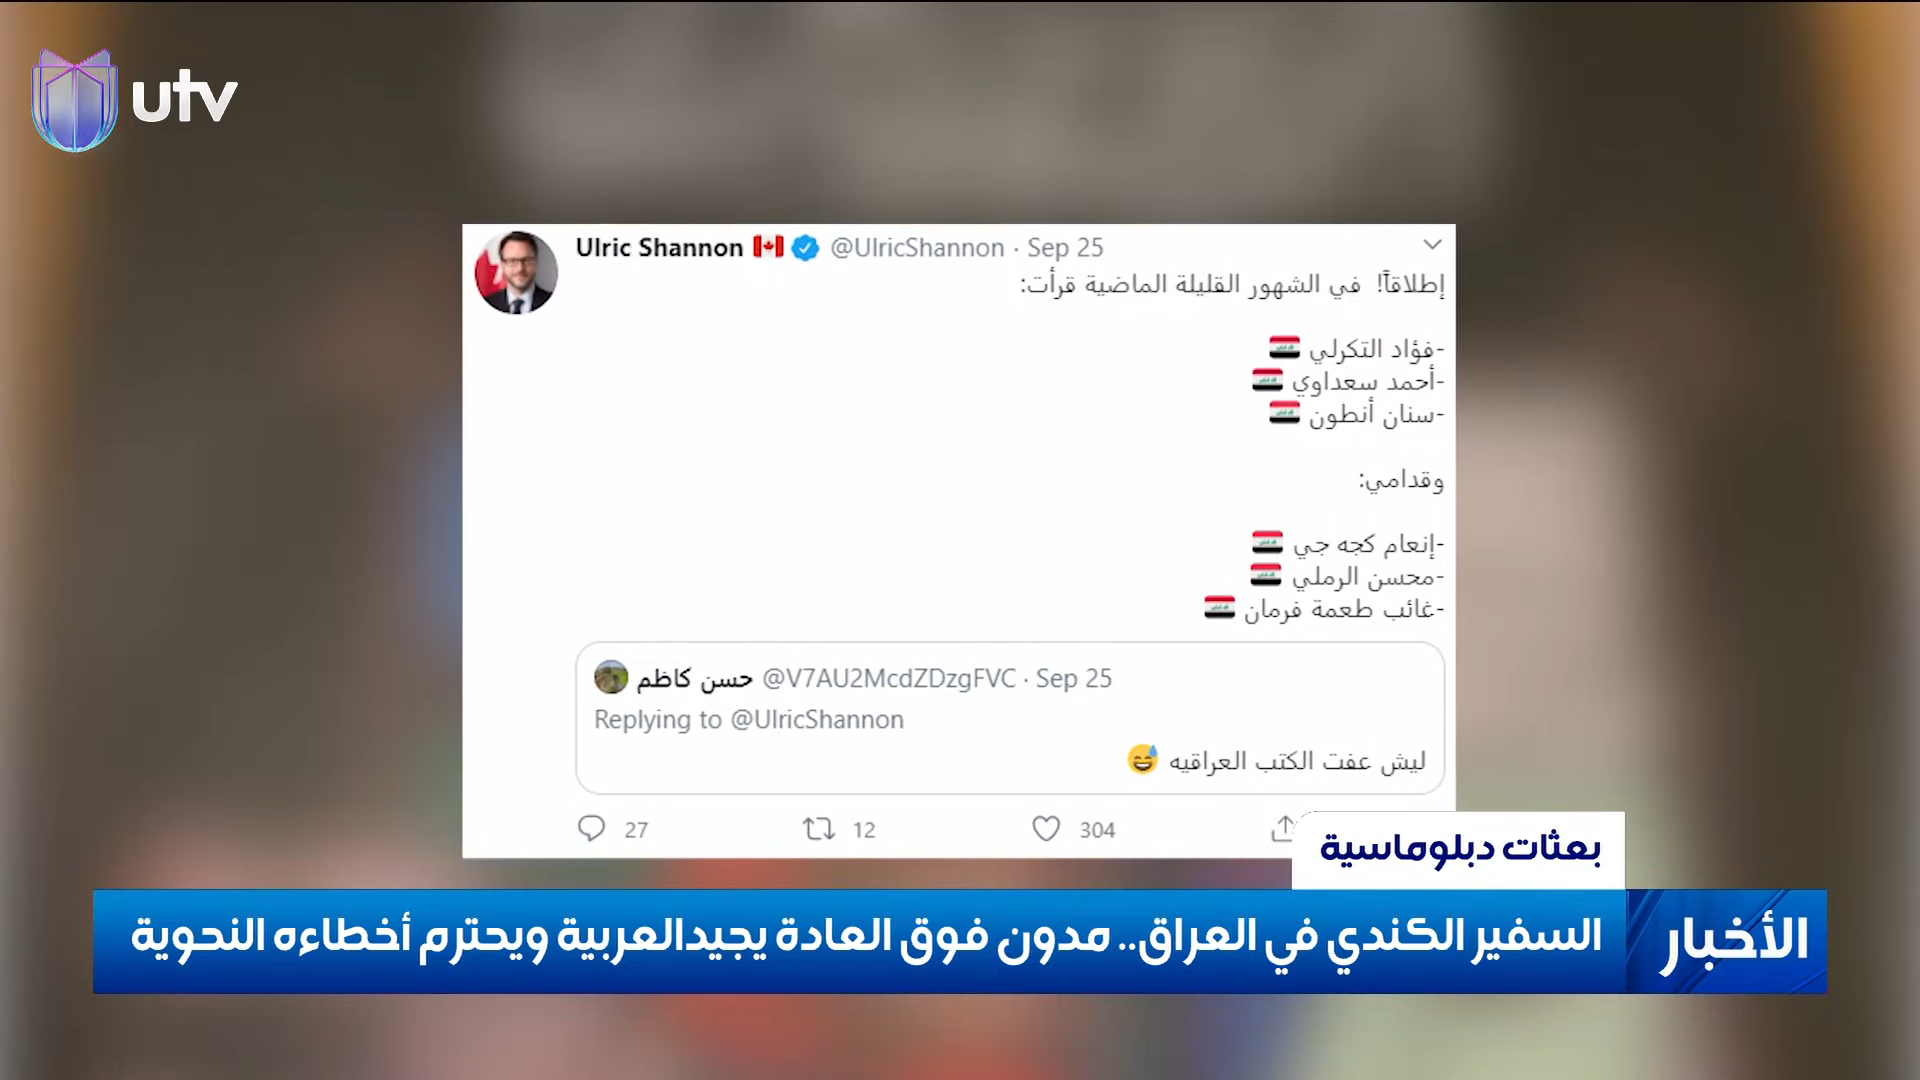 utv
Ulric Shannon 🇨🇦 @UlricShannon · Sep 25
إطلاقاً! في الشهور القليلة الماضية قرأت:
-فؤاد التكرلي 🇮🇶
-أحمد سعداوي 🇮🇶
-سنان أنطون 🇮🇶
وقدامي:
-إنعام كجه جي 🇮🇶
-محسن الرملي 🇮🇶
-غائب طعمة فرمان 🇮🇶
حسن كاظم @V7AU2McdZDzgFVC · Sep 25
Replying to @UlricShannon
ليش عفت الكتب العراقيه 😅
27 12 304
بعثات دبلوماسية
الأخبار
السفير الكندي في العراق.. مدون فوق العادة يجيدالعربية ويحترم أخطاءه النحوية